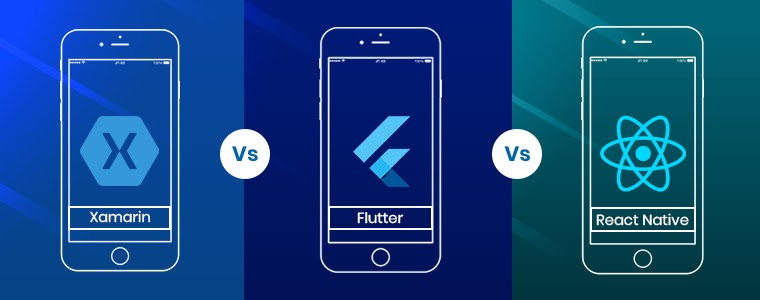 Xamarin
Vs
Flutter
Vs
React Native